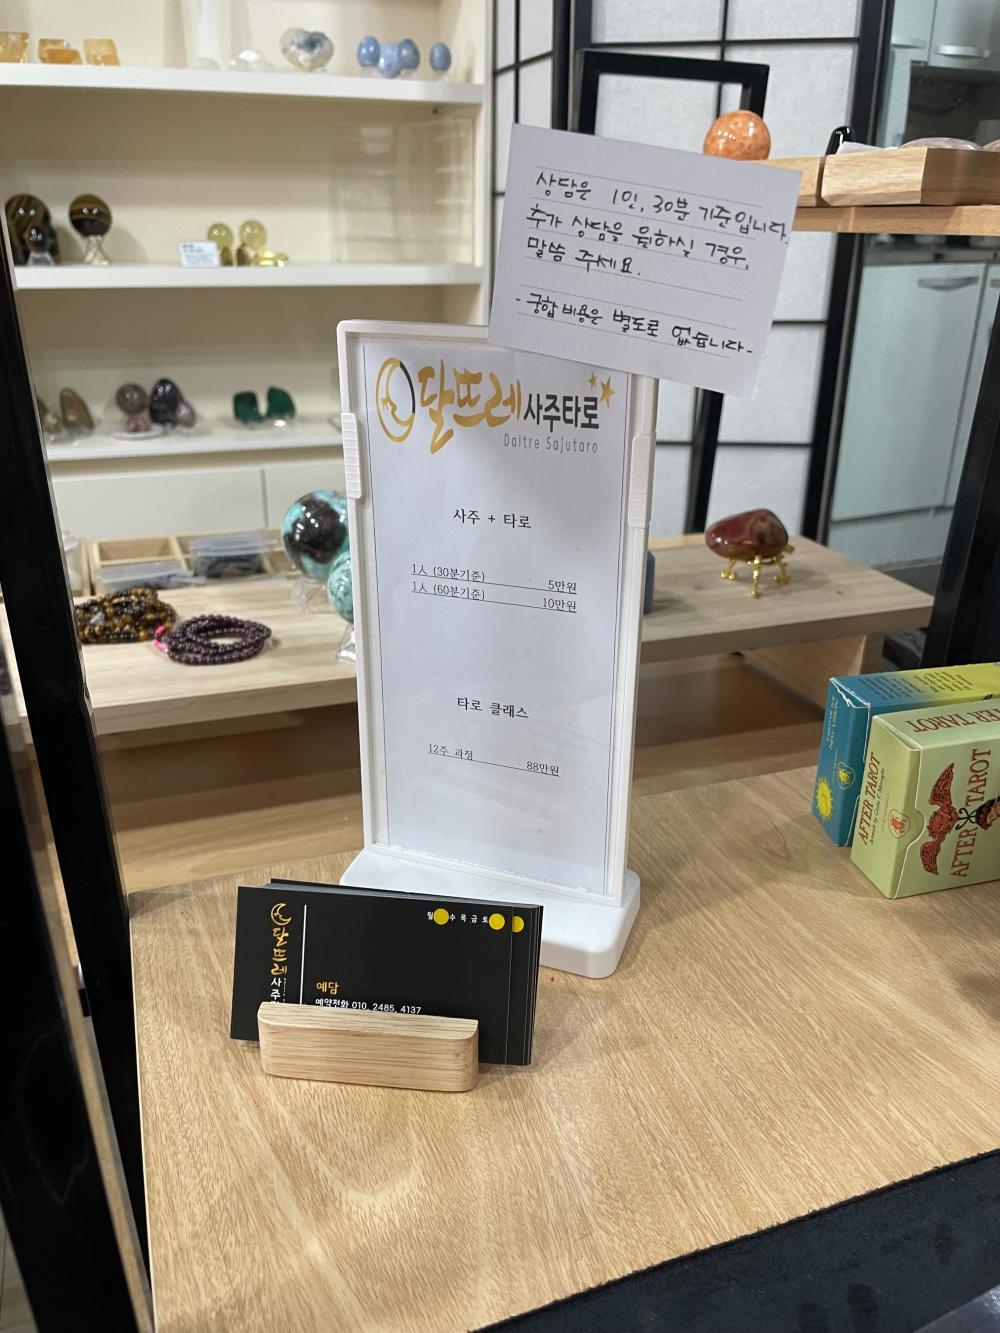 상담은 1인, 30분 기준입니다.
추가 상담을 원하실 경우,
말씀 주세요.
- 궁합 비용은 별도로 없습니다-
달뜨레 사주타로
Daltre Sajutaro
사주 + 타로
1인 (30분기준) 5만원
1인 (60분기준) 10만원
타로 클래스
12주 과정 88만원
월 수 목 금 토
달뜨레
사주
예담
예약전화 010. 2485. 4137
AFTER TAROT
AFTER TAROT